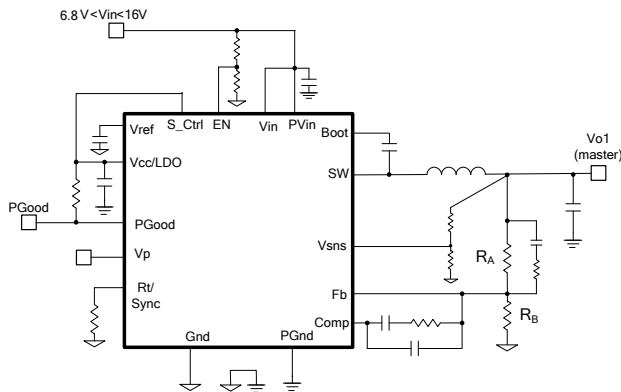 6.8 V<Vin<16V
S_Ctrl EN Vin PVin
Vref
Boot
Vo1
(master)
Vcc/LDO
SW
PGood
PGood
Vsns
RA
Vp
Rt/
Sync
Fb
RB
Comp
Gnd PGnd